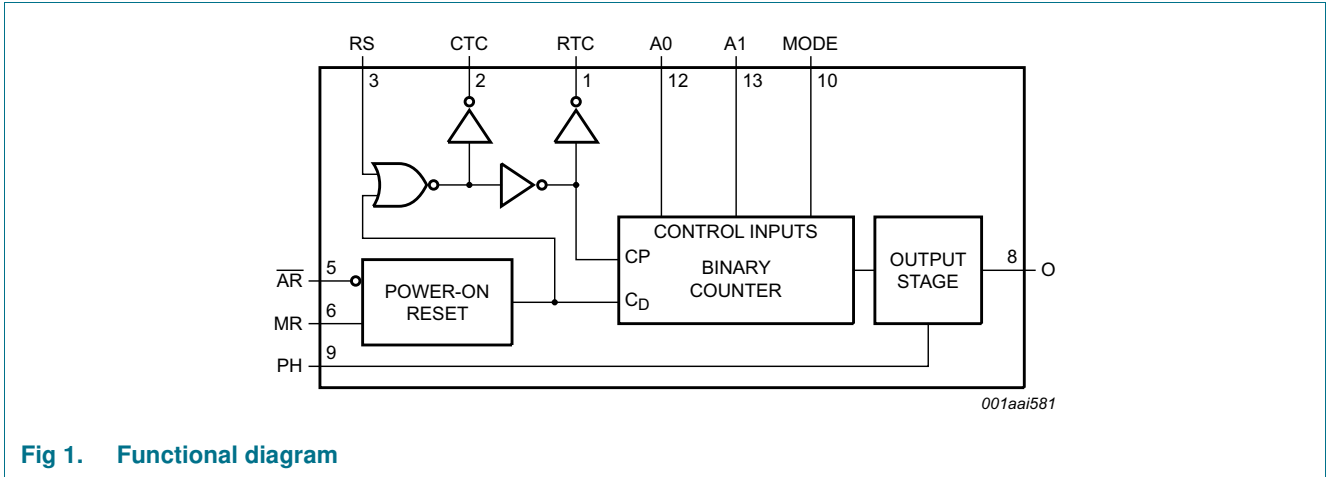 RS CTC RTC A0 A1 MODE
3 2 1 12 13 10
CONTROL INPUTS
CP
BINARY
COUNTER
C_D
OUTPUT
STAGE
8 O
AR 5
POWER-ON
RESET
MR 6
PH 9
001aai581
Fig 1. Functional diagram